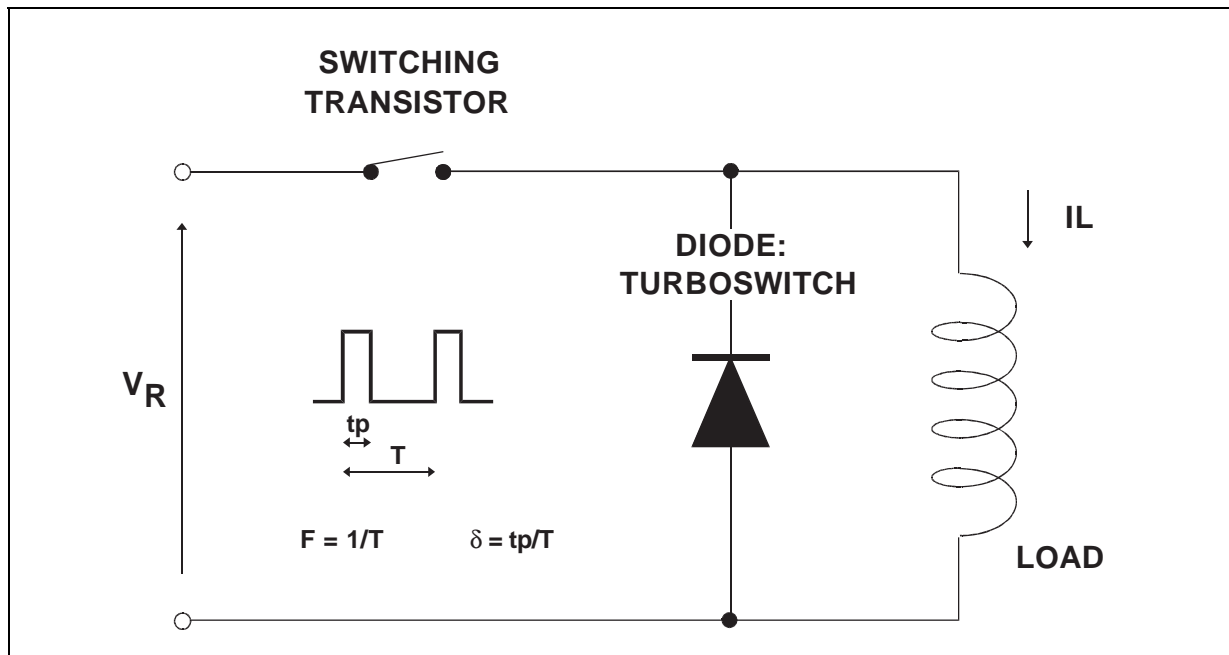 SWITCHING
TRANSISTOR
IL
DIODE:
TURBOSWITCH
VR
tp
T
F = 1/T
δ = tp/T
LOAD